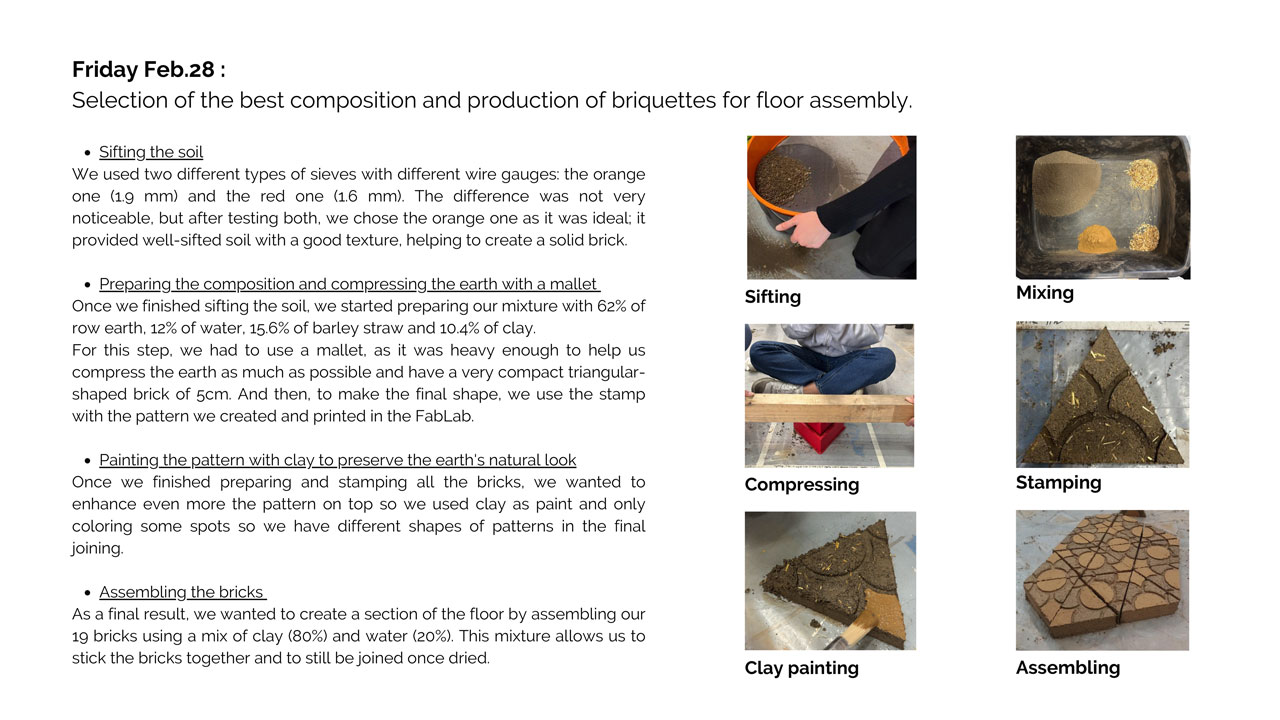 Friday Feb.28 :
Selection of the best composition and production of briquettes for floor assembly.
• Sifting the soil
We used two different types of sieves with different wire gauges: the orange
one (1.9 mm) and the red one (1.6 mm). The difference was not very
noticeable, but after testing both, we chose the orange one as it was ideal; it
provided well-sifted soil with a good texture, helping to create a solid brick.
• Preparing the composition and compressing the earth with a mallet
Once we finished sifting the soil, we started preparing our mixture with 62% of
row earth, 12% of water, 15.6% of barley straw and 10.4% of clay.
For this step, we had to use a mallet, as it was heavy enough to help us
compress the earth as much as possible and have a very compact triangular-
shaped brick of 5cm. And then, to make the final shape, we use the stamp
with the pattern we created and printed in the FabLab.
• Painting the pattern with clay to preserve the earth's natural look
Once we finished preparing and stamping all the bricks, we wanted to
enhance even more the pattern on top so we used clay as paint and only
coloring some spots so we have different shapes of patterns in the final
joining.
• Assembling the bricks
As a final result, we wanted to create a section of the floor by assembling our
19 bricks using a mix of clay (80%) and water (20%). This mixture allows us to
stick the bricks together and to still be joined once dried.
Sifting
Mixing
Compressing
Stamping
Clay painting
Assembling